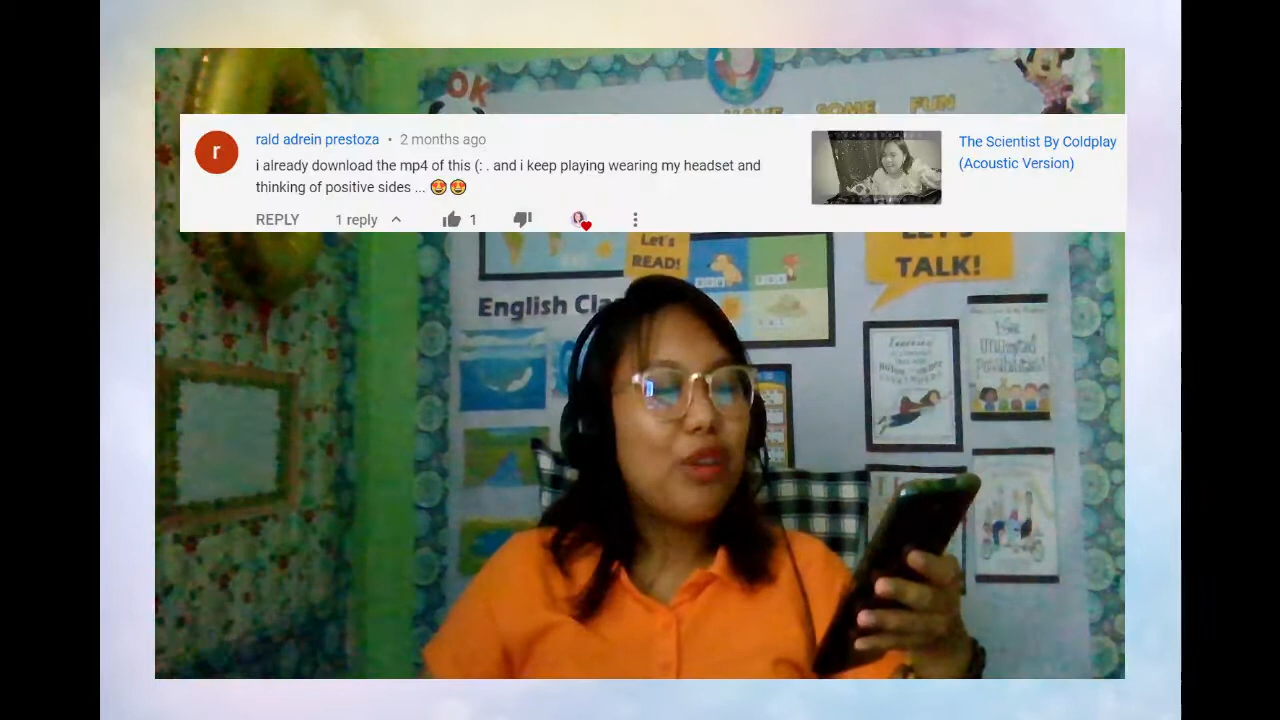 OK
HAVE SOME FUN
r
rald adrein prestoza • 2 months ago
i already download the mp4 of this (: . and i keep playing wearing my headset and
thinking of positive sides ... 🤩🤩
REPLY 1 reply 1
The Scientist By Coldplay
(Acoustic Version)
Let's
READ!
LET'S
TALK!
English Cla
Learning